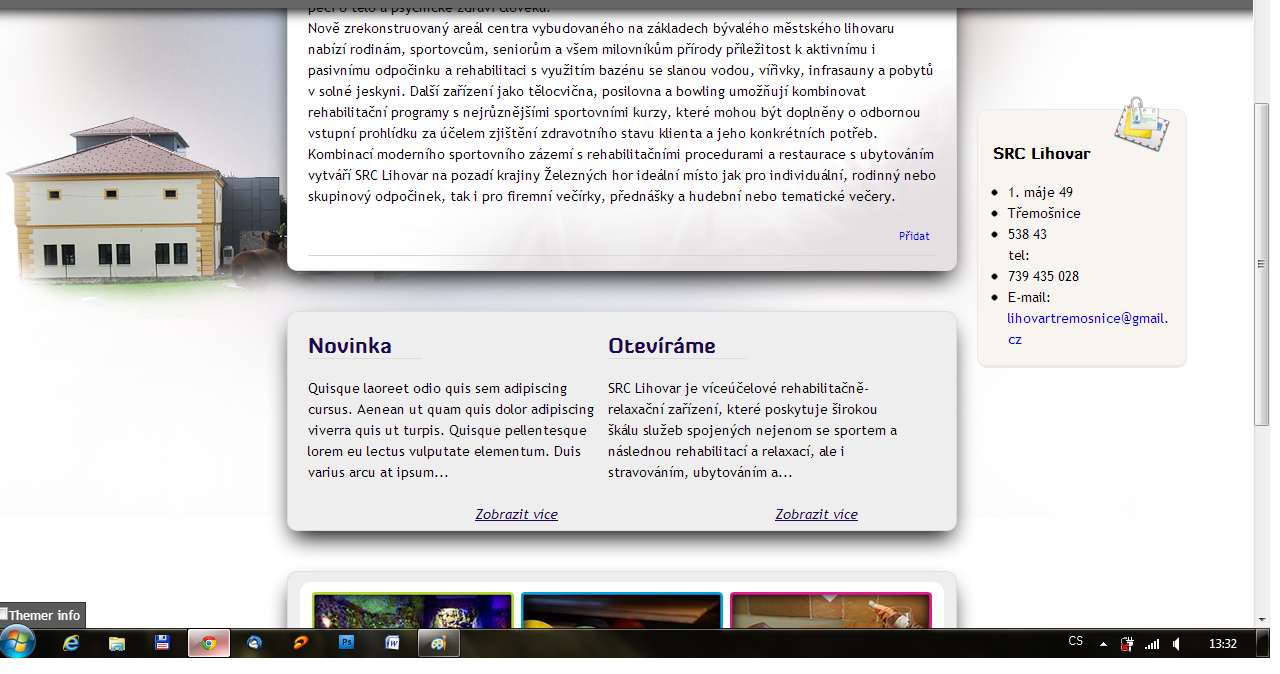 péčí o tělo a psychické zdraví člověka.
Nově zrekonstruovaný areál centra vybudovaného na základech bývalého městského lihovaru
nabízí rodinám, sportovcům, seniorům a všem milovníkům přírody příležitost k aktivnímu i
pasivnímu odpočinku a rehabilitaci s využitím bazénu se slanou vodou, vířivky, infrasauny a pobytů
v solné jeskyni. Další zařízení jako tělocvična, posilovna a bowling umožňují kombinovat
rehabilitační programy s nejrůznějšími sportovními kurzy, které mohou být doplněny o odbornou
vstupní prohlídku za účelem zjištění zdravotního stavu klienta a jeho konkrétních potřeb.
Kombinací moderního sportovního zázemí s rehabilitačními procedurami a restaurace s ubytováním
vytváří SRC Lihovar na pozadí krajiny Železných hor ideální místo jak pro individuální, rodinný nebo
skupinový odpočinek, tak i pro firemní večírky, přednášky a hudební nebo tematické večery.
Přidat
SRC Lihovar
1. máje 49
Třemošnice
538 43
tel:
739 435 028
E-mail:
lihovartremosnice@gmail.
cz
Novinka
Quisque laoreet odio quis sem adipiscing
cursus. Aenean ut quam quis dolor adipiscing
viverra quis ut turpis. Quisque pellentesque
lorem eu lectus vulputate elementum. Duis
varius arcu at ipsum...
Zobrazit více
Otevíráme
SRC Lihovar je víceúčelové rehabilitačně-
relaxační zařízení, které poskytuje širokou
škálu služeb spojených nejenom se sportem a
následnou rehabilitací a relaxací, ale i
stravováním, ubytováním a...
Zobrazit více
Themer info
Ps
CS
13:32